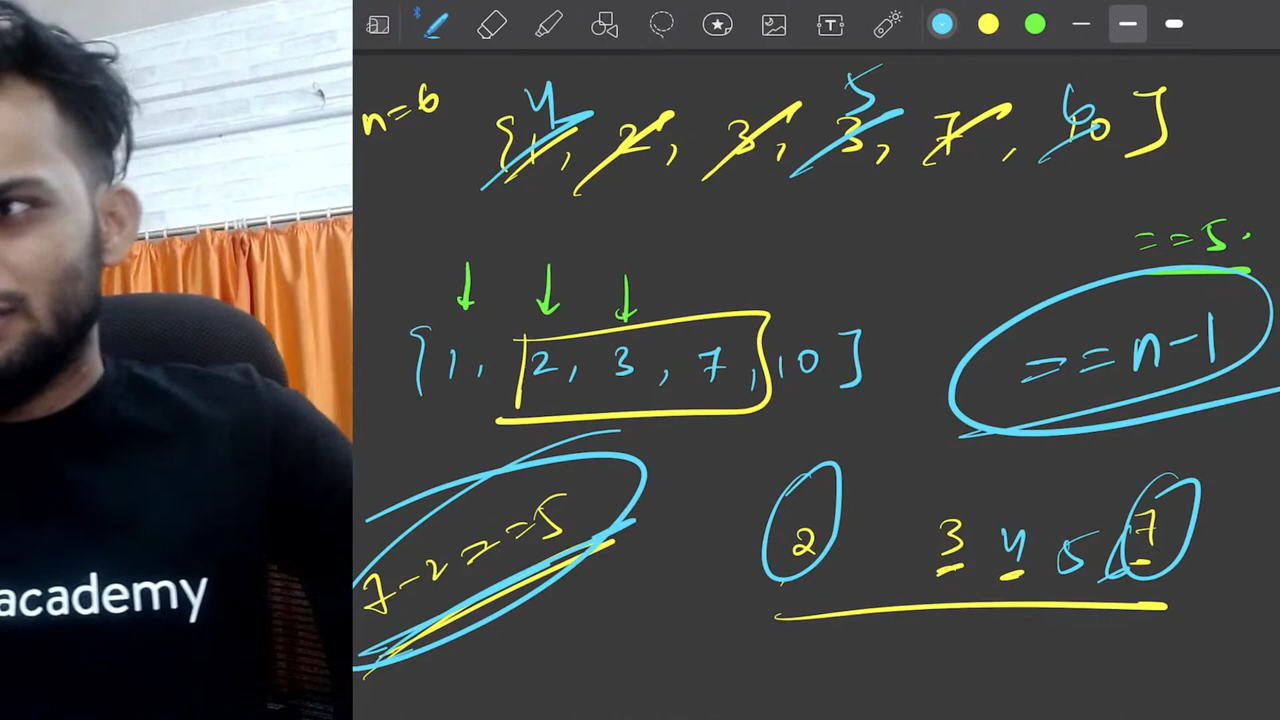 n=6
4 5 6
{1, 2, 3, 3, 7, 10]
==5.
{1, 2, 3, 7, 10]
==n-1
7-2==5
2 3 4 5 6 7
academy